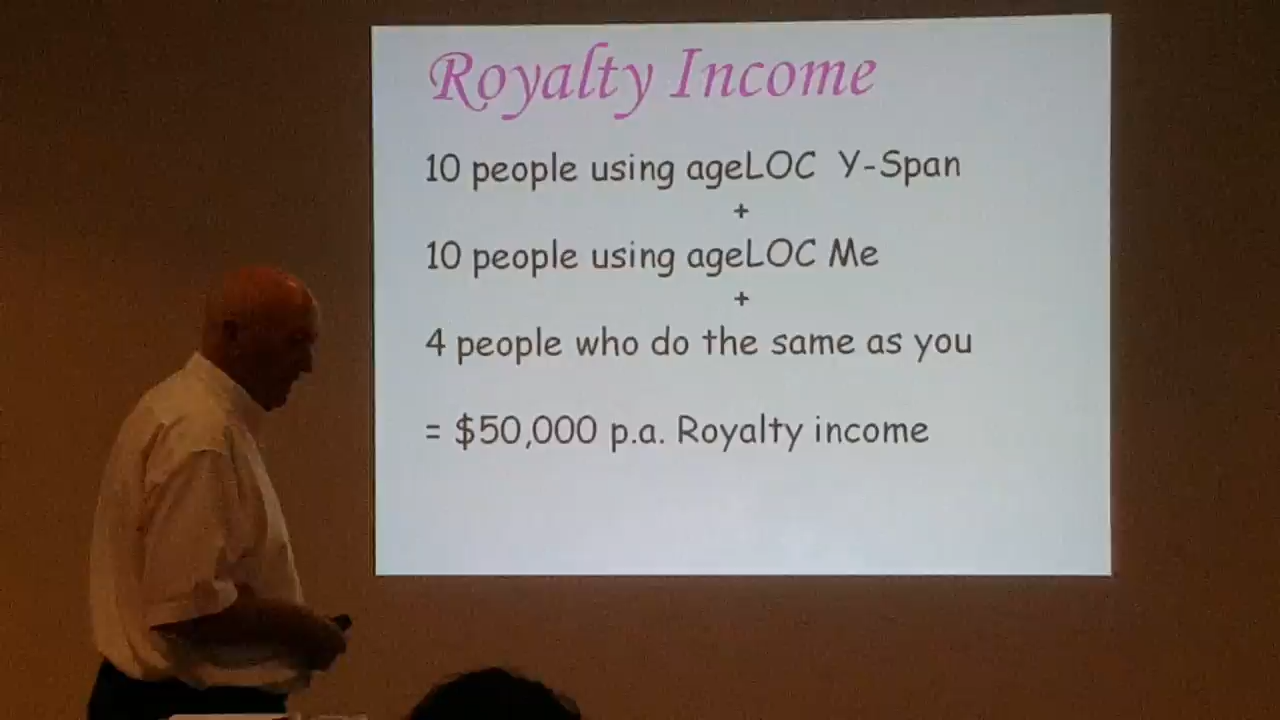 Royalty Income
10 people using ageLOC Y-Span
+
10 people using ageLOC Me
+
4 people who do the same as you
= $50,000 p.a. Royalty income